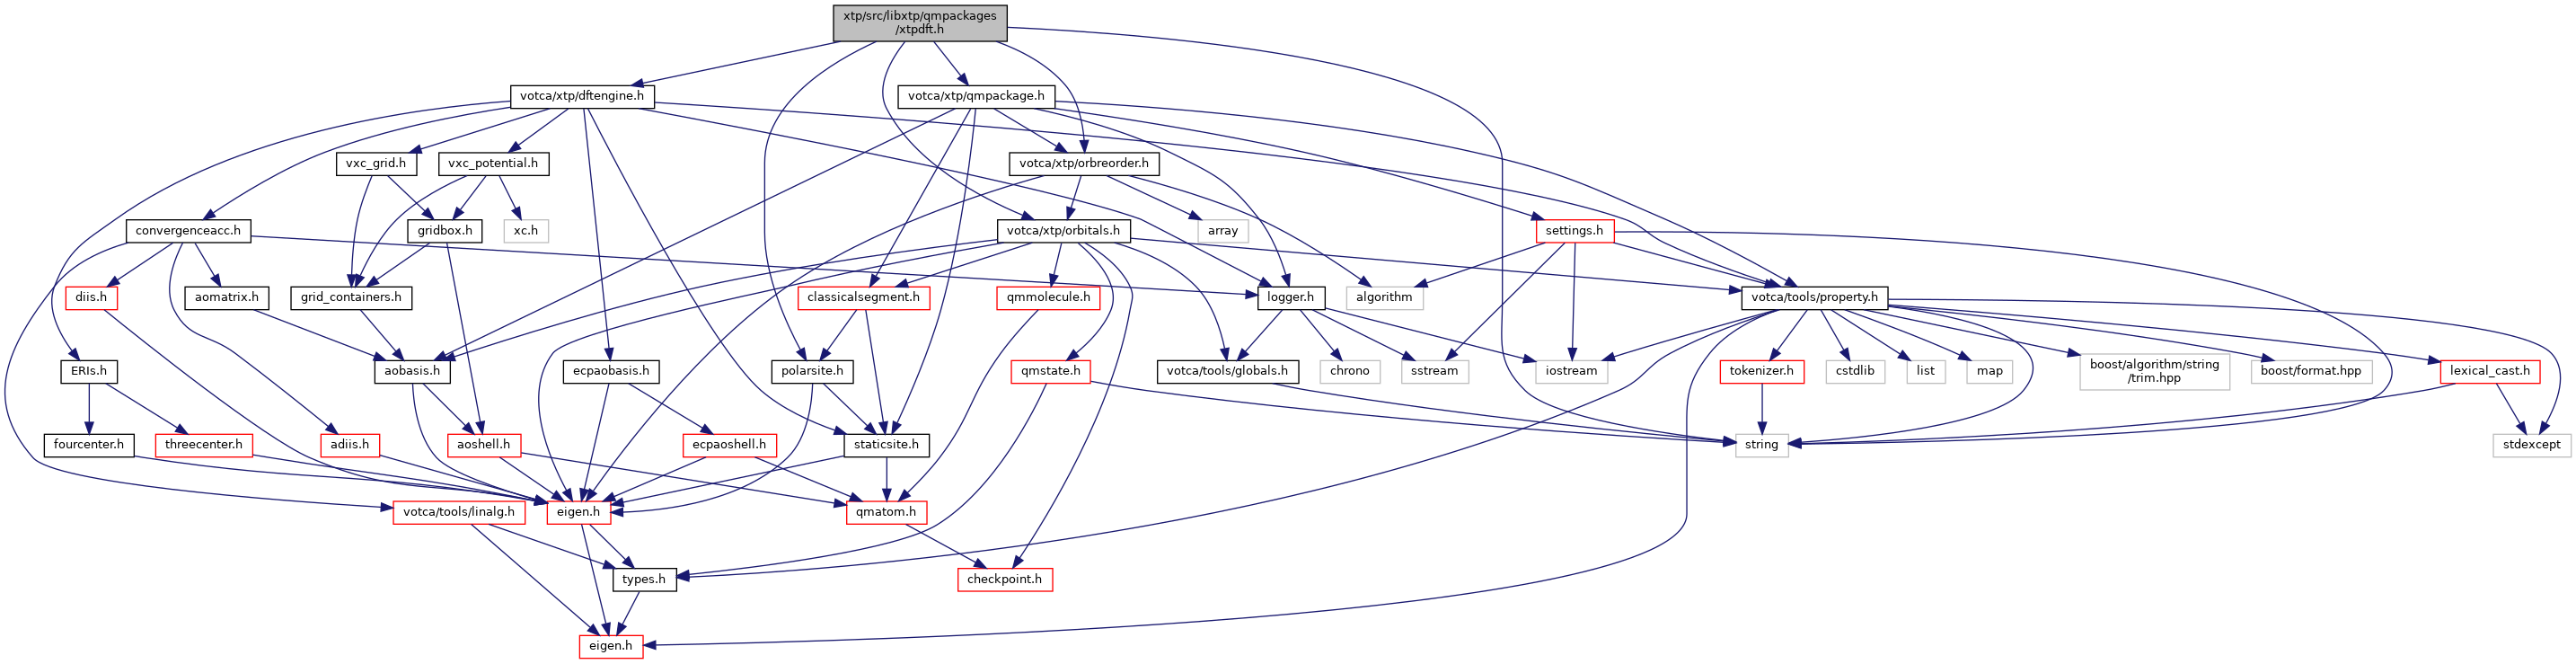 xtp/src/libxtp/qmpackages
/xtpdft.h
votca/xtp/dftengine.h
votca/xtp/qmpackage.h
vxc_grid.h
vxc_potential.h
votca/xtp/orbreorder.h
convergenceacc.h
gridbox.h
xc.h
votca/xtp/orbitals.h
array
settings.h
diis.h
aomatrix.h
grid_containers.h
classicalsegment.h
qmmolecule.h
logger.h
algorithm
votca/tools/property.h
ERIs.h
aobasis.h
ecpaobasis.h
polarsite.h
qmstate.h
votca/tools/globals.h
chrono
sstream
iostream
tokenizer.h
cstdlib
list
map
boost/algorithm/string
/trim.hpp
boost/format.hpp
lexical_cast.h
fourcenter.h
threecenter.h
adiis.h
aoshell.h
ecpaoshell.h
staticsite.h
string
stdexcept
votca/tools/linalg.h
eigen.h
qmatom.h
types.h
checkpoint.h
eigen.h